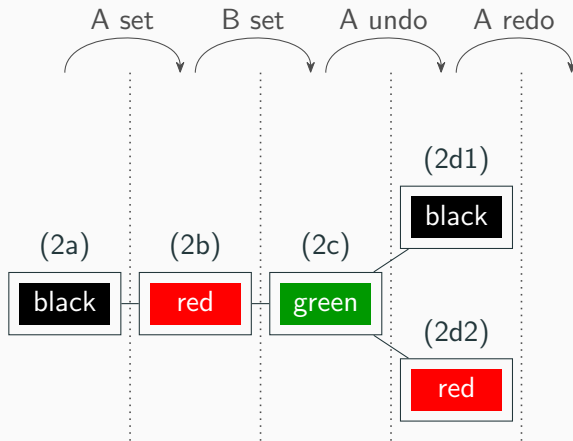 A set B set A undo A redo
(2d1)
black
(2a) (2b) (2c)
black red green
(2d2)
red